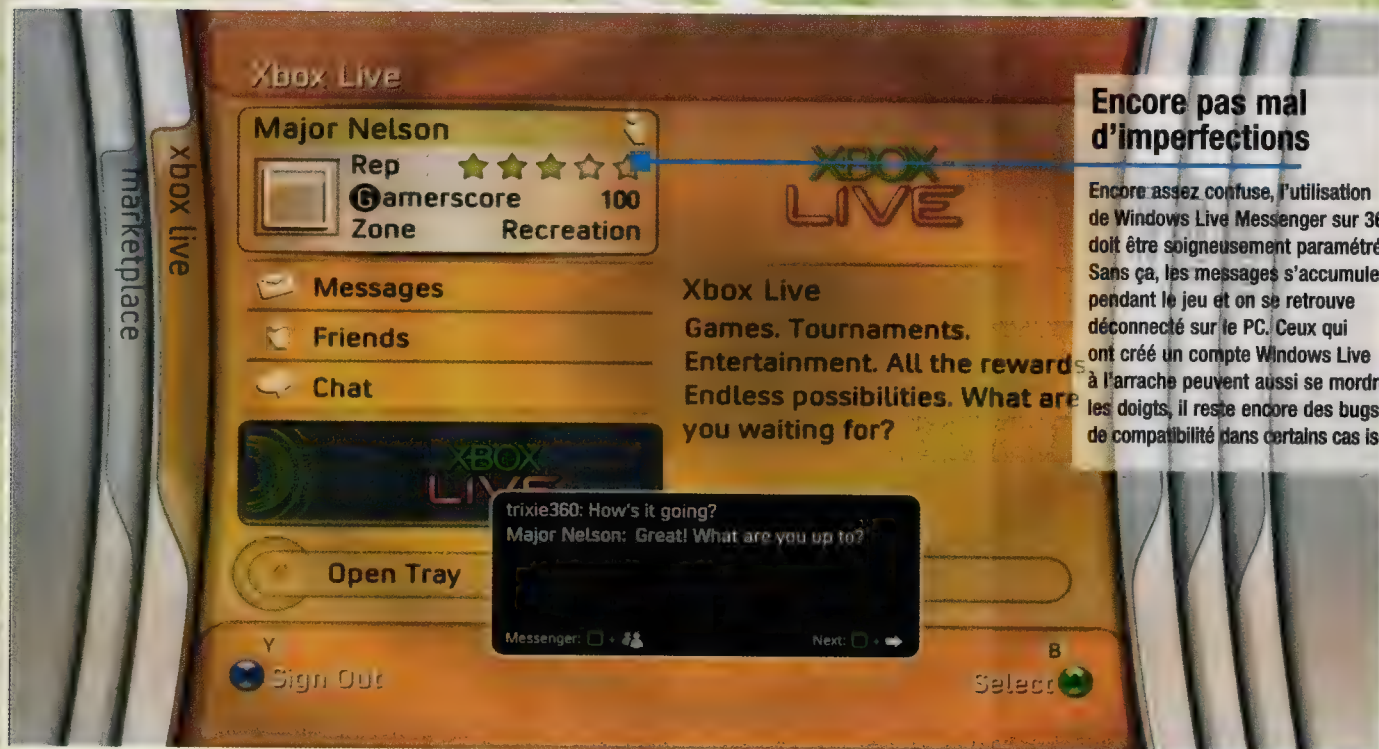 Xbox Live
Major Nelson
Rep
Gamerscore 100
Zone Recreation
Messages
Friends
Chat
XBOX
LIVE
Open Tray
Y
Sign Out
marketplace
xbox live
XBOX
LIVE
Xbox Live
Games. Tournaments.
Entertainment. All the rewards
Endless possibilities. What are
you waiting for?
trixie360: How's it going?
Major Nelson: Great! What are you up to?
Messenger: +
Next: +
B
Select
Encore pas mal
d'imperfections
Encore assez confuse, l'utilisation
de Windows Live Messenger sur 36
doit être soigneusement paramétré
Sans ça, les messages s'accumule
pendant le jeu et on se retrouve
déconnecté sur le PC. Ceux qui
ont créé un compte Windows Live
à l'arrache peuvent aussi se mordr
les doigts, il reste encore des bugs
de compatibilité dans certains cas is